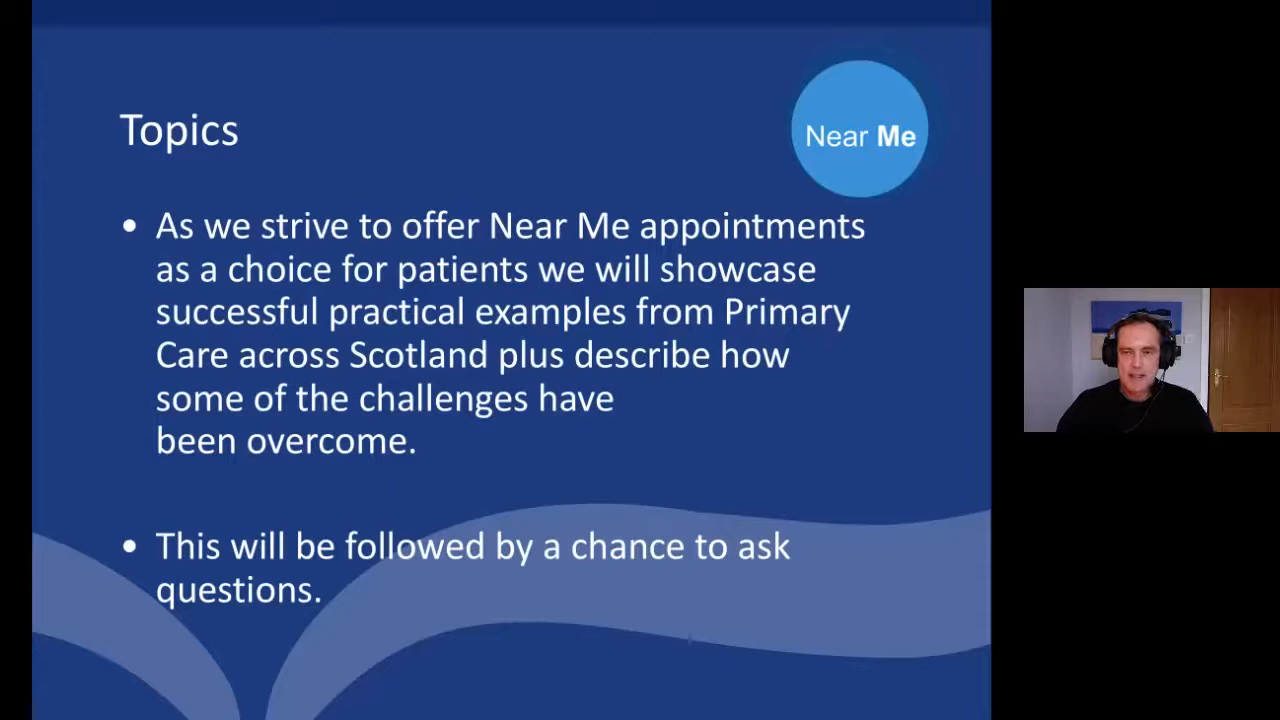 Topics
Near Me
• As we strive to offer Near Me appointments
as a choice for patients we will showcase
successful practical examples from Primary
Care across Scotland plus describe how
some of the challenges have
been overcome.
• This will be followed by a chance to ask
questions.